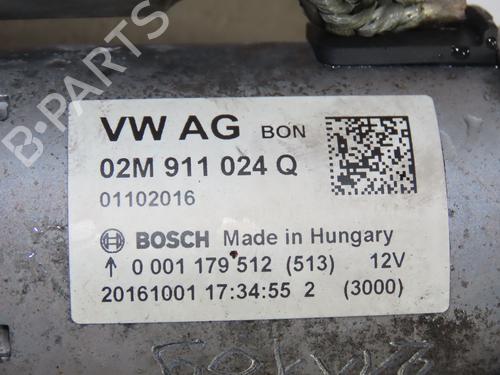 VW AG BON
02M 911 024 Q
01102016
BOSCH Made in Hungary
↑ 0 001 179 512 (513) 12V
20161001 17:34:55 2 (3000)
B-PARTS